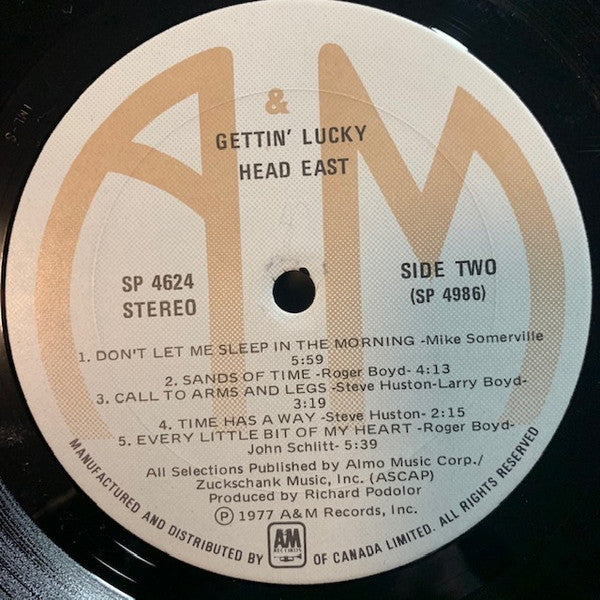 &
GETTIN' LUCKY
HEAD EAST
SP 4624
STEREO
SIDE TWO
(SP 4986)
1. DON'T LET ME SLEEP IN THE MORNING -Mike Somerville
5:59
2. SANDS OF TIME -Roger Boyd- 4:13
3. CALL TO ARMS AND LEGS -Steve Huston-Larry Boyd-
3:19
4. TIME HAS A WAY -Steve Huston- 2:15
5. EVERY LITTLE BIT OF MY HEART -Roger Boyd-
John Schlitt- 5:39
All Selections Published by Almo Music Corp./
Zuckschank Music, Inc. (ASCAP)
Produced by Richard Podolor
Ⓟ 1977 A&M Records, Inc.
MANUFACTURED AND DISTRIBUTED BY A&M RECORDS OF CANADA LIMITED. ALL RIGHTS RESERVED